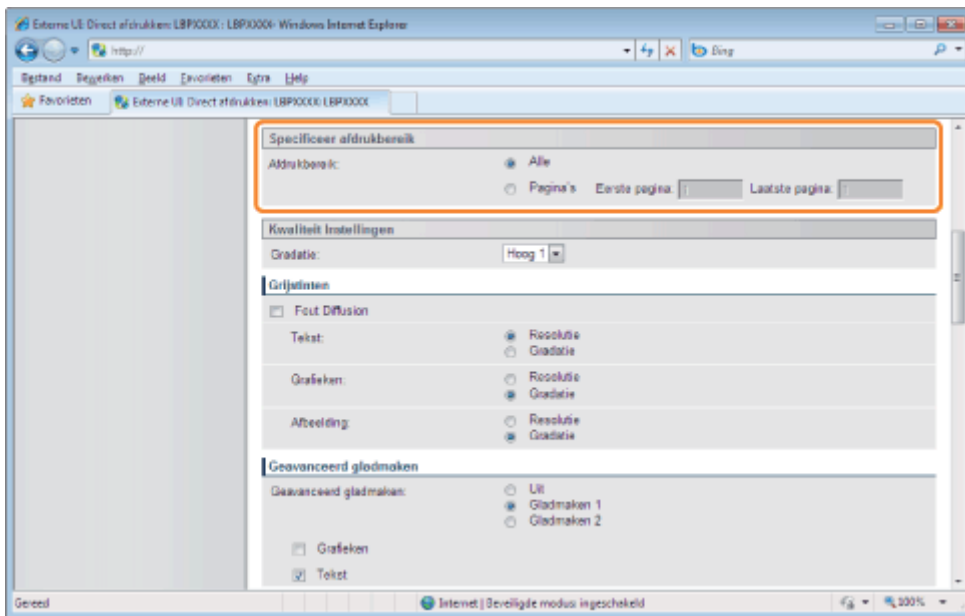 Externe UI: Direct afdrukken: LBPXXXX : LBPXXXX- Windows Internet Explorer
http://
Bing
Bestand Bewerken Beeld Favorieten Extra Help
Favorieten Externe UI: Direct afdrukken: LBPXXXX: LBPXXXX
Specificeer afdrukbereik
Afdrukbereik: Alle
Pagina's Eerste pagina: 1 Laatste pagina: 1
Kwaliteit Instellingen
Gradatie: Hoog 1
Grijstinten
Fout Diffusion
Tekst: Resolutie
Gradatie
Grafieken: Resolutie
Gradatie
Afbeelding: Resolutie
Gradatie
Geavanceerd gladmaken
Geavanceerd gladmaken: Uit
Gladmaken 1
Gladmaken 2
Grafieken
Tekst
Gereed Internet | Beveiligde modus: ingeschakeld 100%